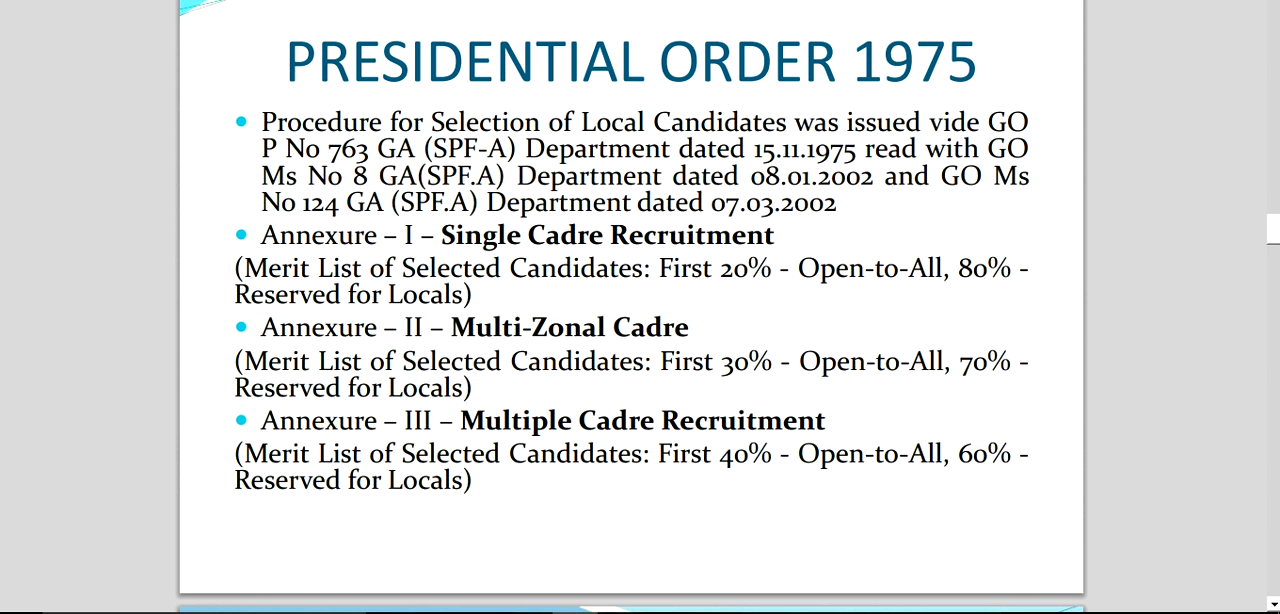 PRESIDENTIAL ORDER 1975
• Procedure for Selection of Local Candidates was issued vide GO
P No 763 GA (SPF-A) Department dated 15.11.1975 read with GO
Ms No 8 GA(SPF.A) Department dated 08.01.2002 and GO Ms
No 124 GA (SPF.A) Department dated 07.03.2002
• Annexure – I – Single Cadre Recruitment
(Merit List of Selected Candidates: First 20% - Open-to-All, 80% -
Reserved for Locals)
• Annexure – II – Multi-Zonal Cadre
(Merit List of Selected Candidates: First 30% - Open-to-All, 70% -
Reserved for Locals)
• Annexure – III – Multiple Cadre Recruitment
(Merit List of Selected Candidates: First 40% - Open-to-All, 60% -
Reserved for Locals)